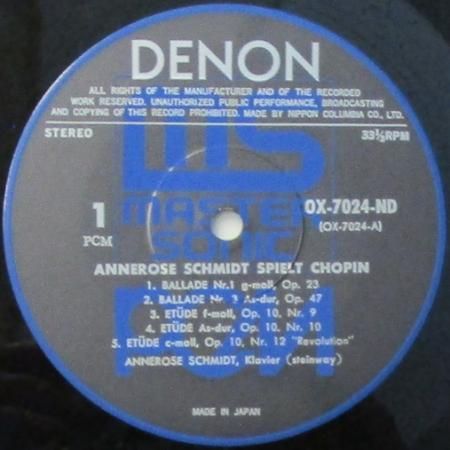 DENON
ALL RIGHTS OF THE MANUFACTURER AND OF THE RECORDED
WORK RESERVED. UNAUTHORIZED PUBLIC PERFORMANCE, BROADCASTING
AND COPYING OF THIS RECORD PROHIBITED. MADE BY NIPPON COLUMBIA CO., LTD.
STEREO 33⅓RPM
MS
MASTER
SONIC
1 OX-7024-ND
PCM (OX-7024-A)
ANNEROSE SCHMIDT SPIELT CHOPIN
1. BALLADE Nr.1 g-moll, Op. 23
2. BALLADE Nr. 3 As-dur, Op. 47
3. ETÜDE f-moll, Op. 10, Nr. 9
4. ETÜDE As-dur, Op. 10, Nr. 10
5. ETÜDE c-moll, Op. 10, Nr. 12 "Revolution"
PCM
ANNEROSE SCHMIDT, Klavier (steinway)
MADE IN JAPAN